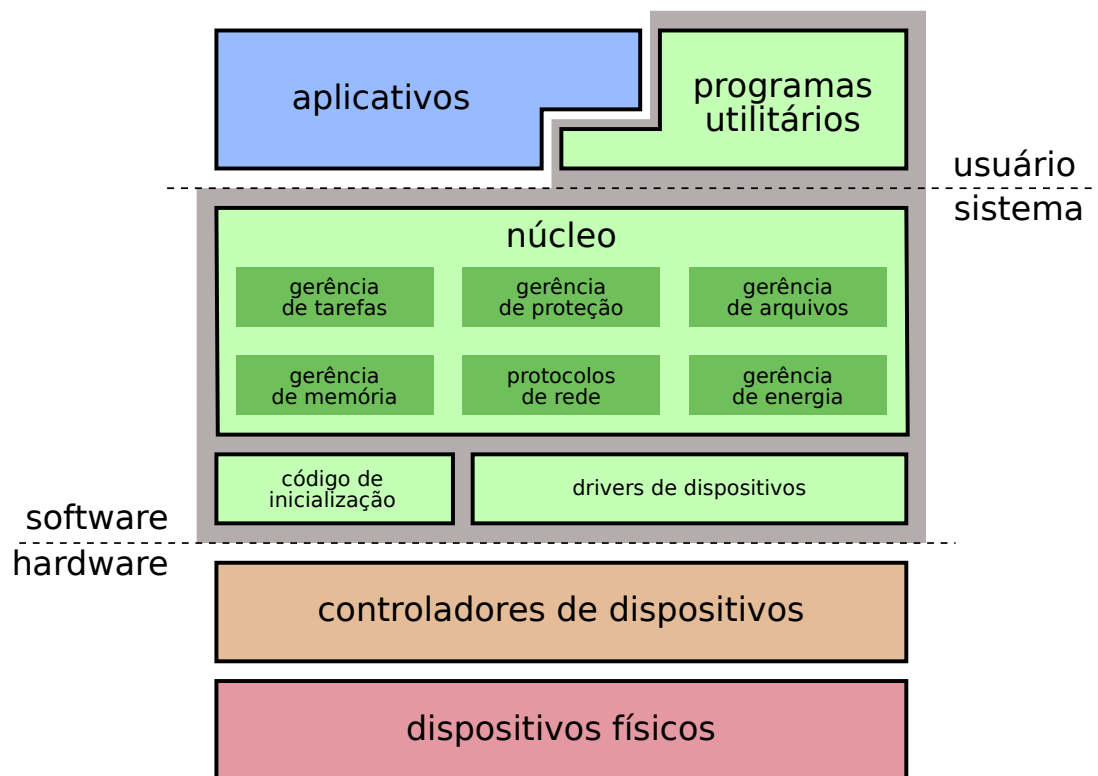 aplicativos
programas
utilitários
usuário
sistema
núcleo
gerência
de tarefas
gerência
de proteção
gerência
de arquivos
gerência
de memória
protocolos
de rede
gerência
de energia
código de
inicialização
drivers de dispositivos
software
hardware
controladores de dispositivos
dispositivos físicos